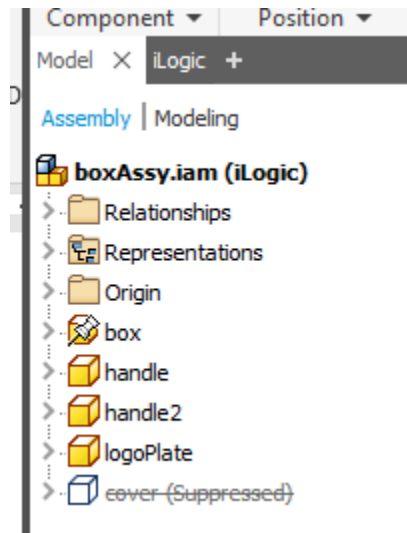 Component Position
Model iLogic +
Assembly | Modeling
boxAssy.iam (iLogic)
Relationships
Representations
Origin
box
handle
handle2
logoPlate
cover (Suppressed)